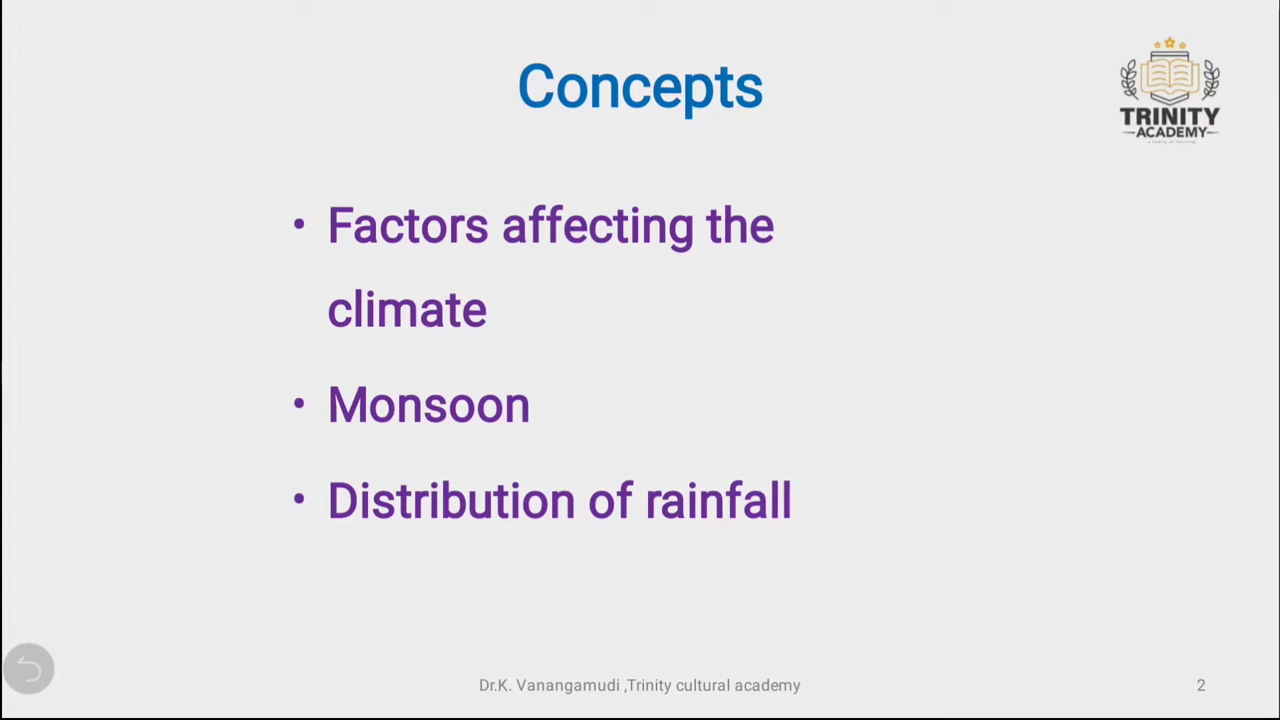 Concepts
TRINITY
ACADEMY
• Factors affecting the
climate
• Monsoon
• Distribution of rainfall
Dr.K. Vanangamudi ,Trinity cultural academy
2